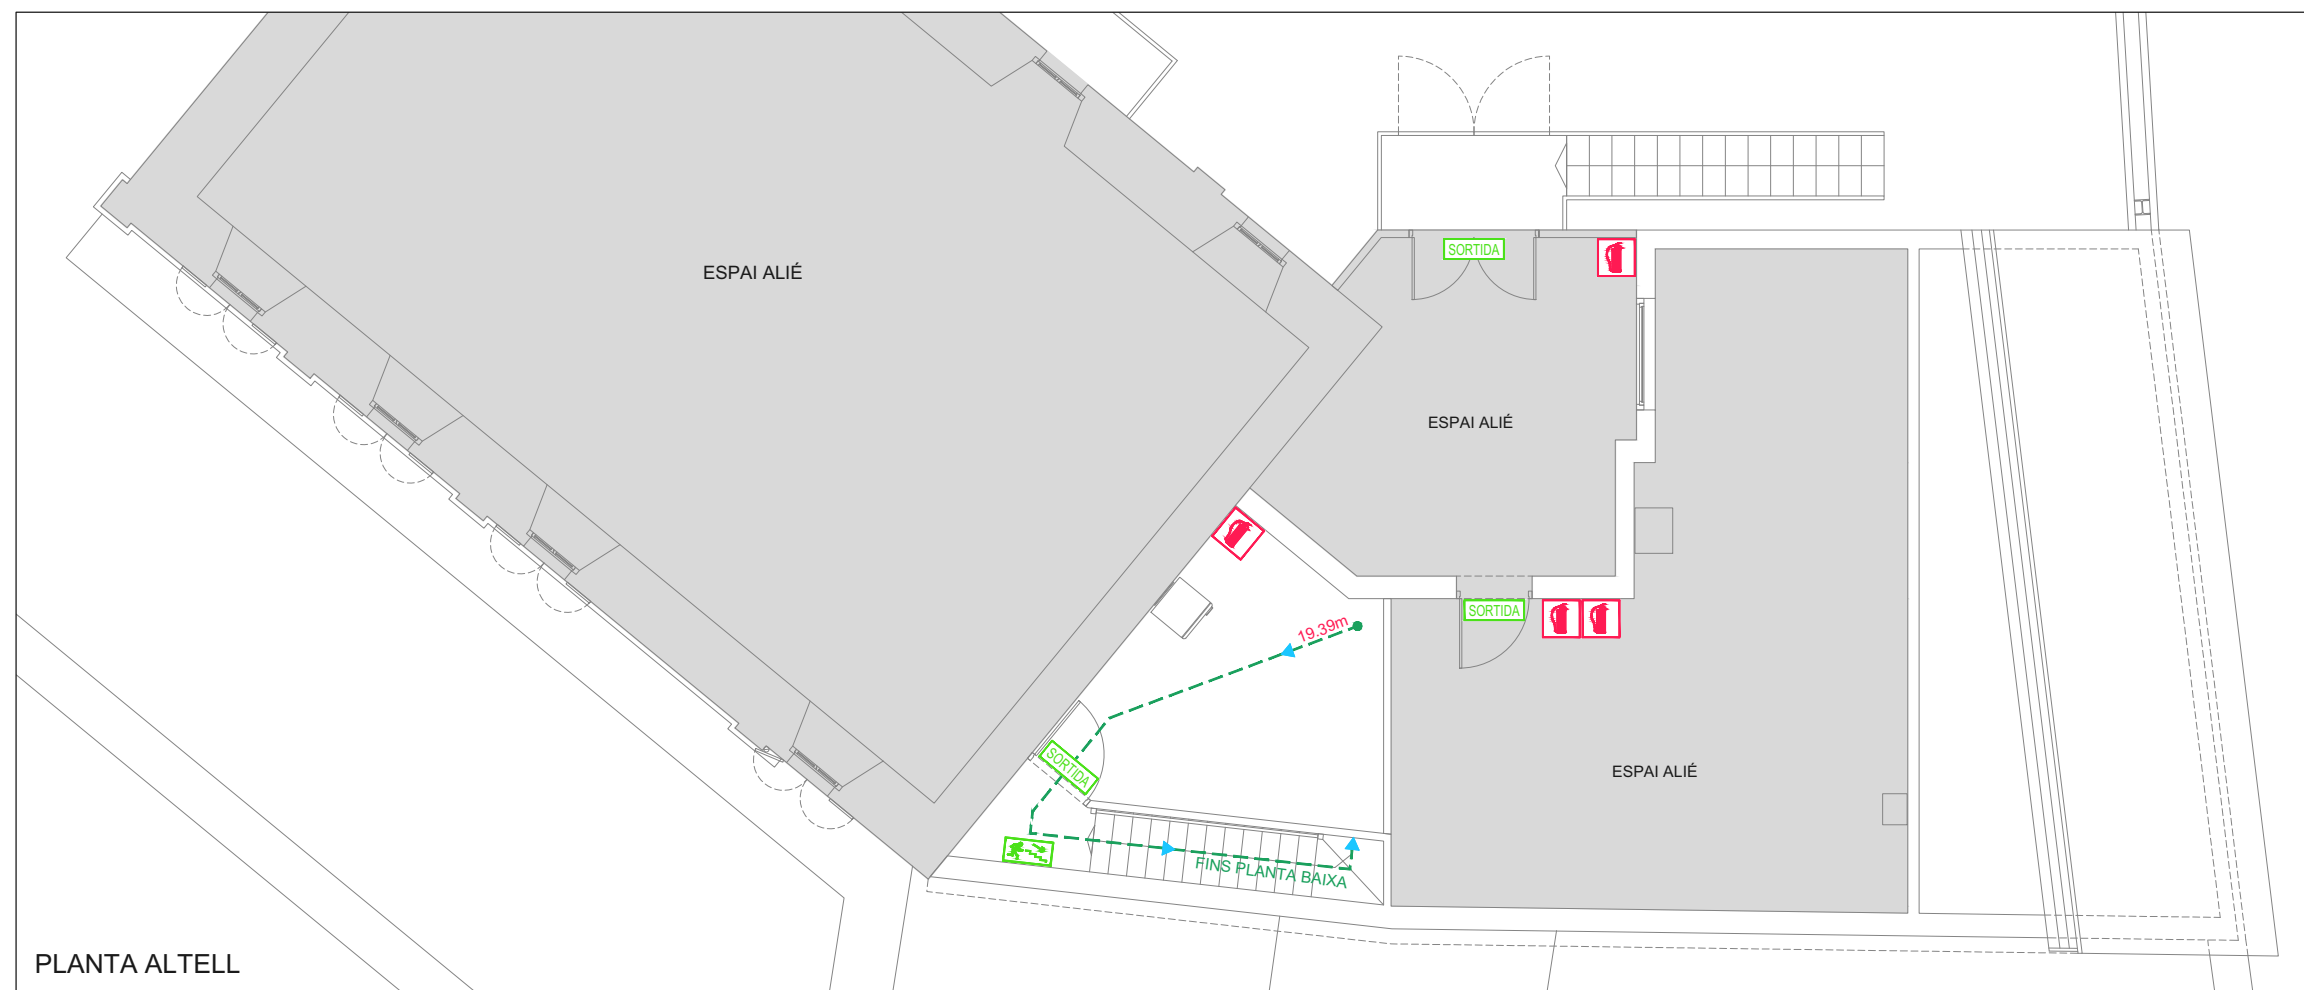 SORTIDA
ESPAI ALIÉ
ESPAI ALIÉ
SORTIDA
19.39m
SORTIDA
ESPAI ALIÉ
FINS PLANTA BAIXA
PLANTA ALTELL